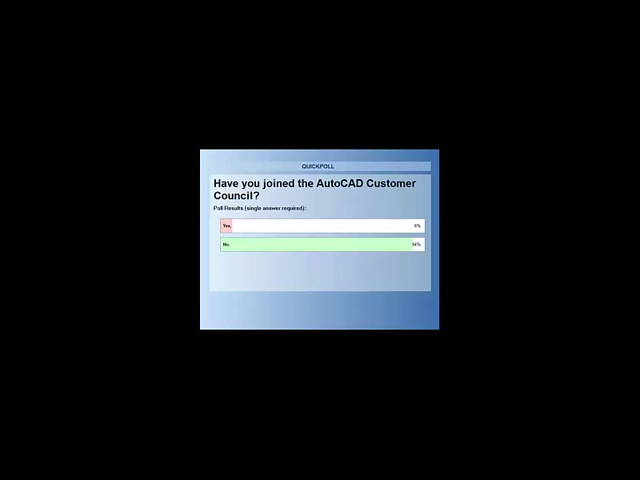 QUICKPOLL
Have you joined the AutoCAD Customer
Council?
Poll Results (single answer required):
Yes. 6%
No. 94%